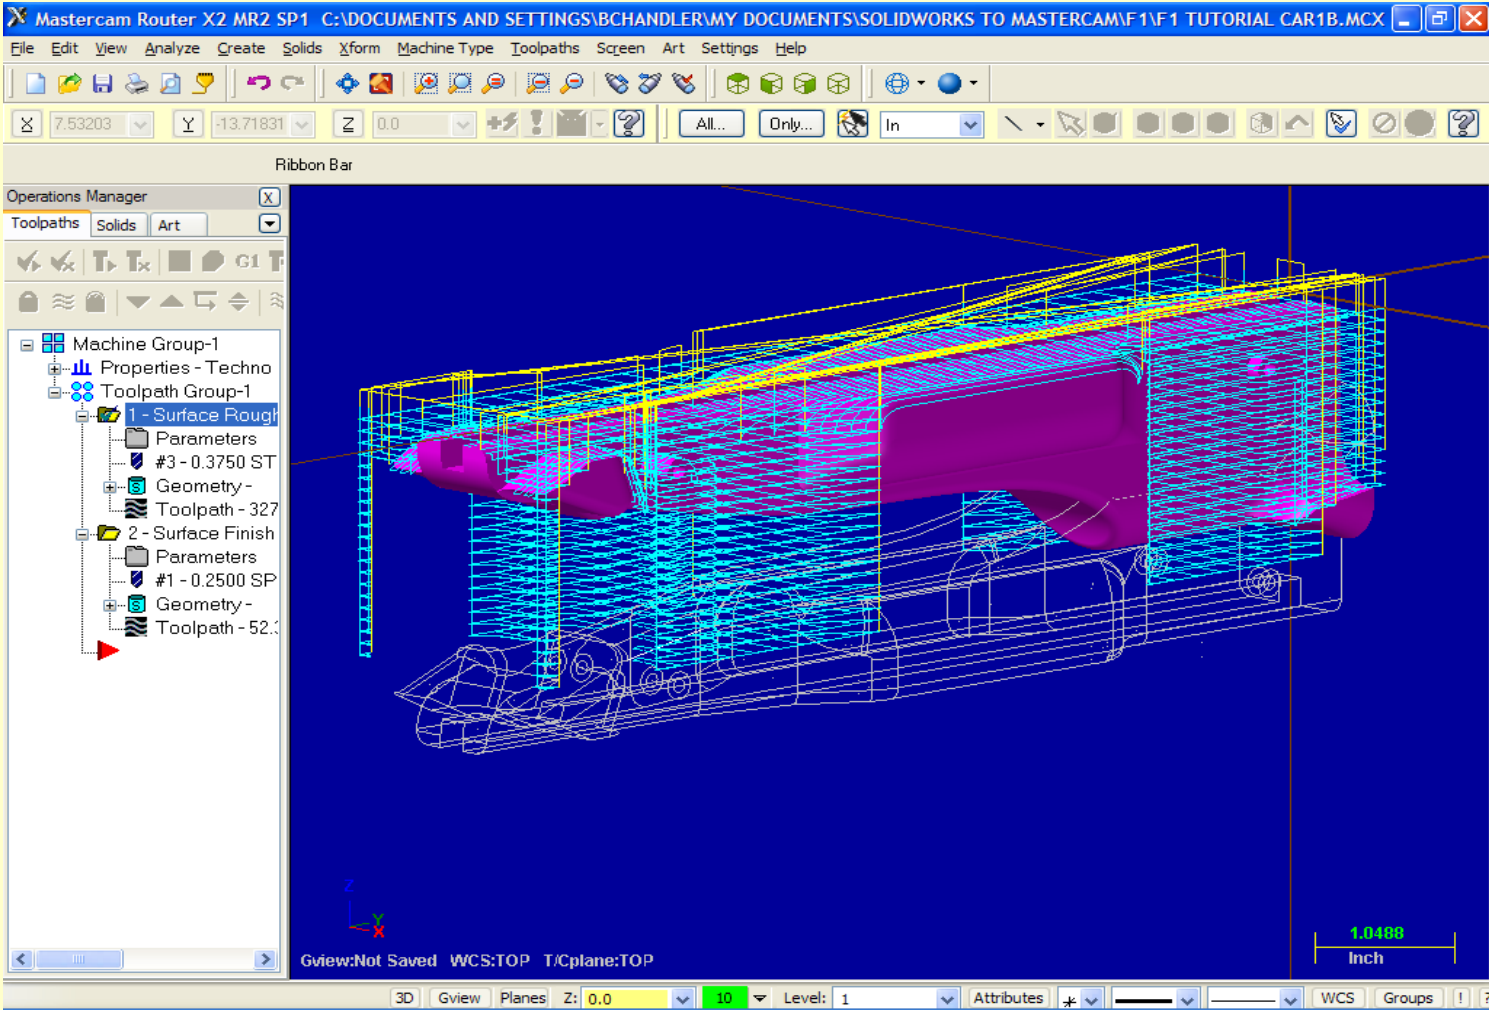 Mastercam Router X2 MR2 SP1 C:\DOCUMENTS AND SETTINGS\BCHANDLER\MY DOCUMENTS\SOLIDWORKS TO MASTERCAM\F1\F1 TUTORIAL CAR1B.MCX
File Edit View Analyze Create Solids Xform Machine Type Toolpaths Screen Art Settings Help
X 7.53203 Y -13.71831 Z 0.0 All... Only... In
Ribbon Bar
Operations Manager X
Toolpaths Solids Art
G1 T
Machine Group-1
Properties - Techno
Toolpath Group-1
1 - Surface Rough
Parameters
#3 - 0.3750 ST
Geometry -
Toolpath - 327
2 - Surface Finish
Parameters
#1 - 0.2500 SP
Geometry -
Toolpath - 52.
Z
Y
X
Gview:Not Saved WCS:TOP T/Cplane:TOP
1.0488
Inch
3D Gview Planes Z: 0.0 10 Level: 1 Attributes WCS Groups ! ?